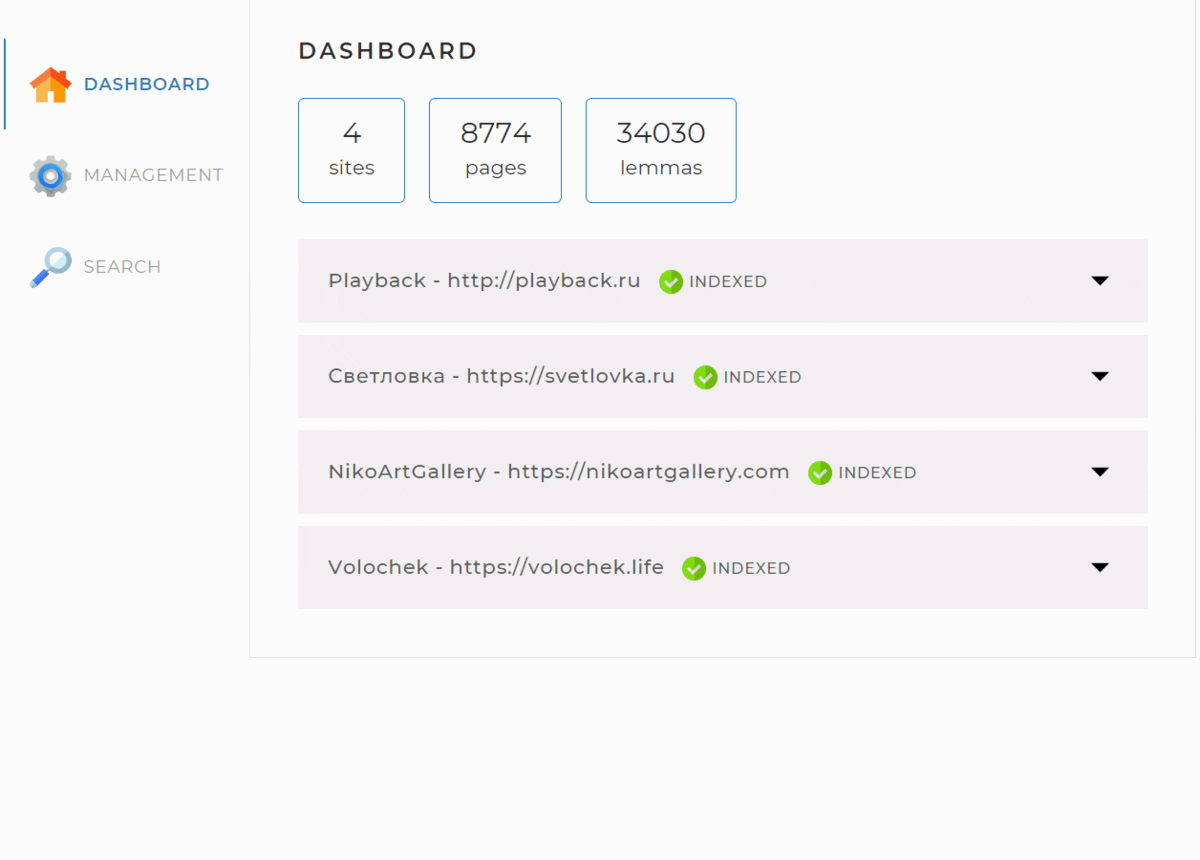 DASHBOARD
MANAGEMENT
SEARCH
DASHBOARD
4
sites
8774
pages
34030
lemmas
Playback - http://playback.ru INDEXED
Светловка - https://svetlovka.ru INDEXED
NikoArtGallery - https://nikoartgallery.com INDEXED
Volochek - https://volochek.life INDEXED